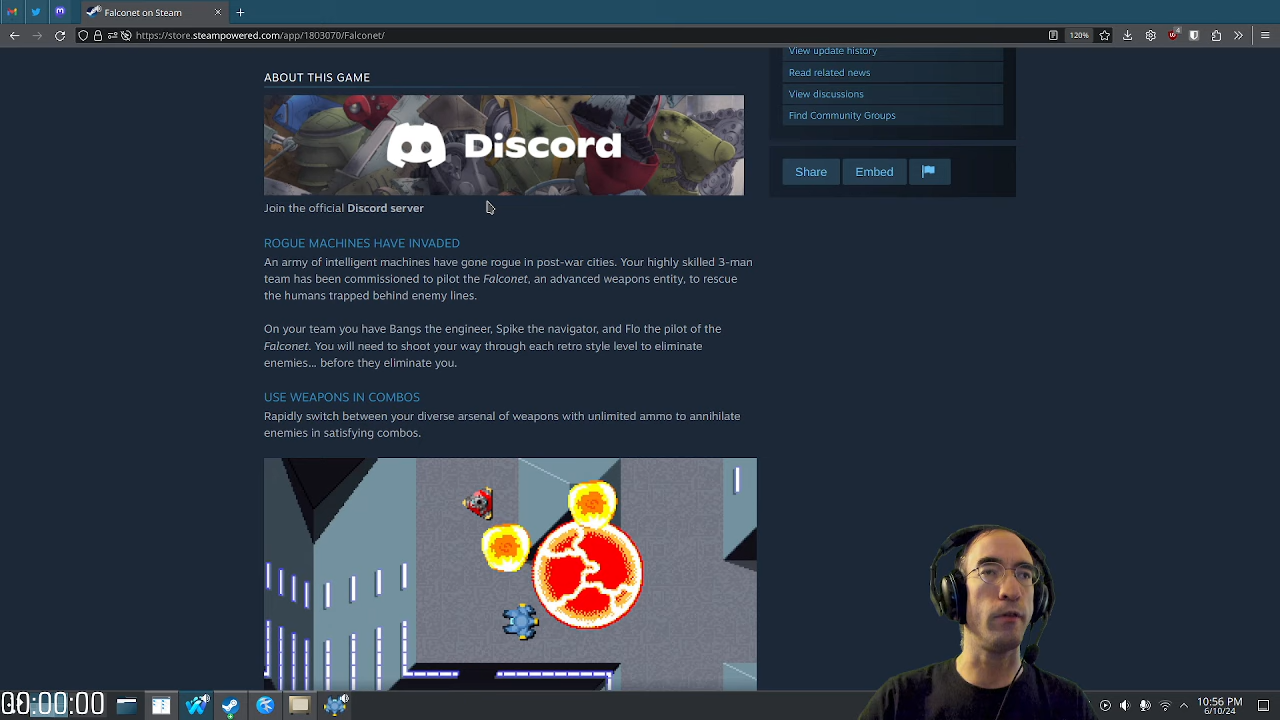 Falconet on Steam
https://store.steampowered.com/app/1803070/Falconet/
120%
ABOUT THIS GAME
Discord
Join the official Discord server
ROGUE MACHINES HAVE INVADED
An army of intelligent machines have gone rogue in post-war cities. Your highly skilled 3-man
team has been commissioned to pilot the Falconet, an advanced weapons entity, to rescue
the humans trapped behind enemy lines.
On your team you have Bangs the engineer, Spike the navigator, and Flo the pilot of the
Falconet. You will need to shoot your way through each retro style level to eliminate
enemies... before they eliminate you.
USE WEAPONS IN COMBOS
Rapidly switch between your diverse arsenal of weapons with unlimited ammo to annihilate
enemies in satisfying combos.
View update history
Read related news
View discussions
Find Community Groups
Share
Embed
10:56 PM
6/10/24